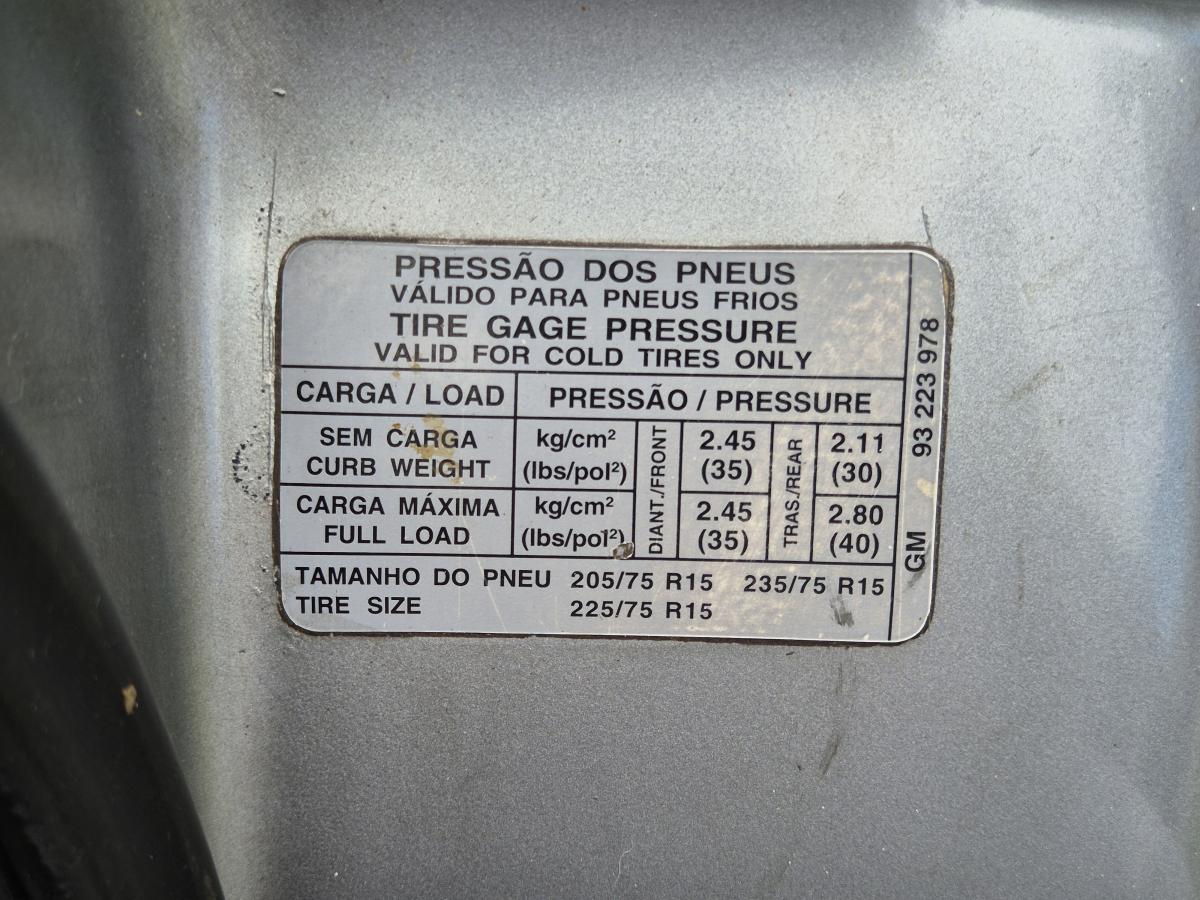 PRESSÃO DOS PNEUS
VÁLIDO PARA PNEUS FRIOS
TIRE GAGE PRESSURE
VALID FOR COLD TIRES ONLY
CARGA / LOAD PRESSÃO / PRESSURE
SEM CARGA kg/cm² 2.45 2.11
CURB WEIGHT (lbs/pol²) (35) (30)
DIANT./FRONT TRAS./REAR
CARGA MÁXIMA kg/cm² 2.45 2.80
FULL LOAD (lbs/pol²) (35) (40)
TAMANHO DO PNEU 205/75 R15 235/75 R15
TIRE SIZE 225/75 R15
GM 93 223 978